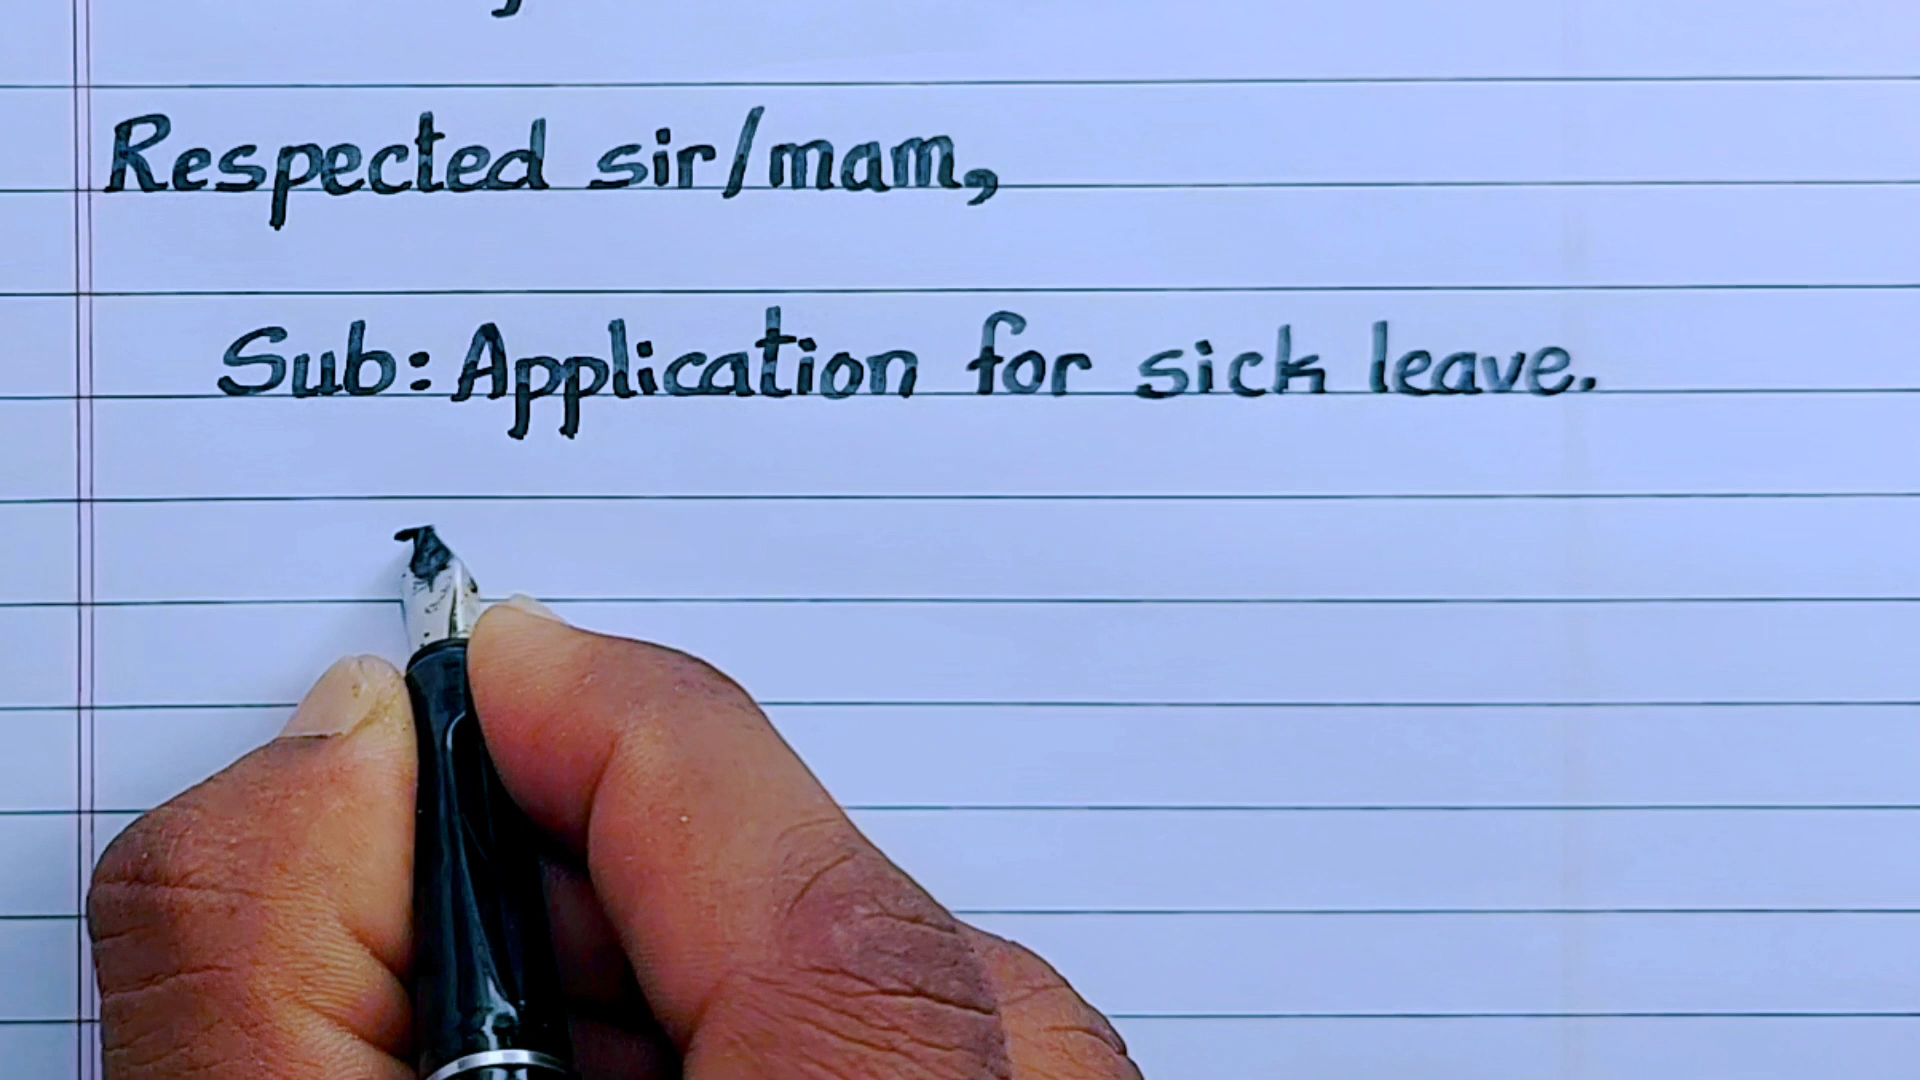 Respected sir/mam,
Sub: Application for sick leave.